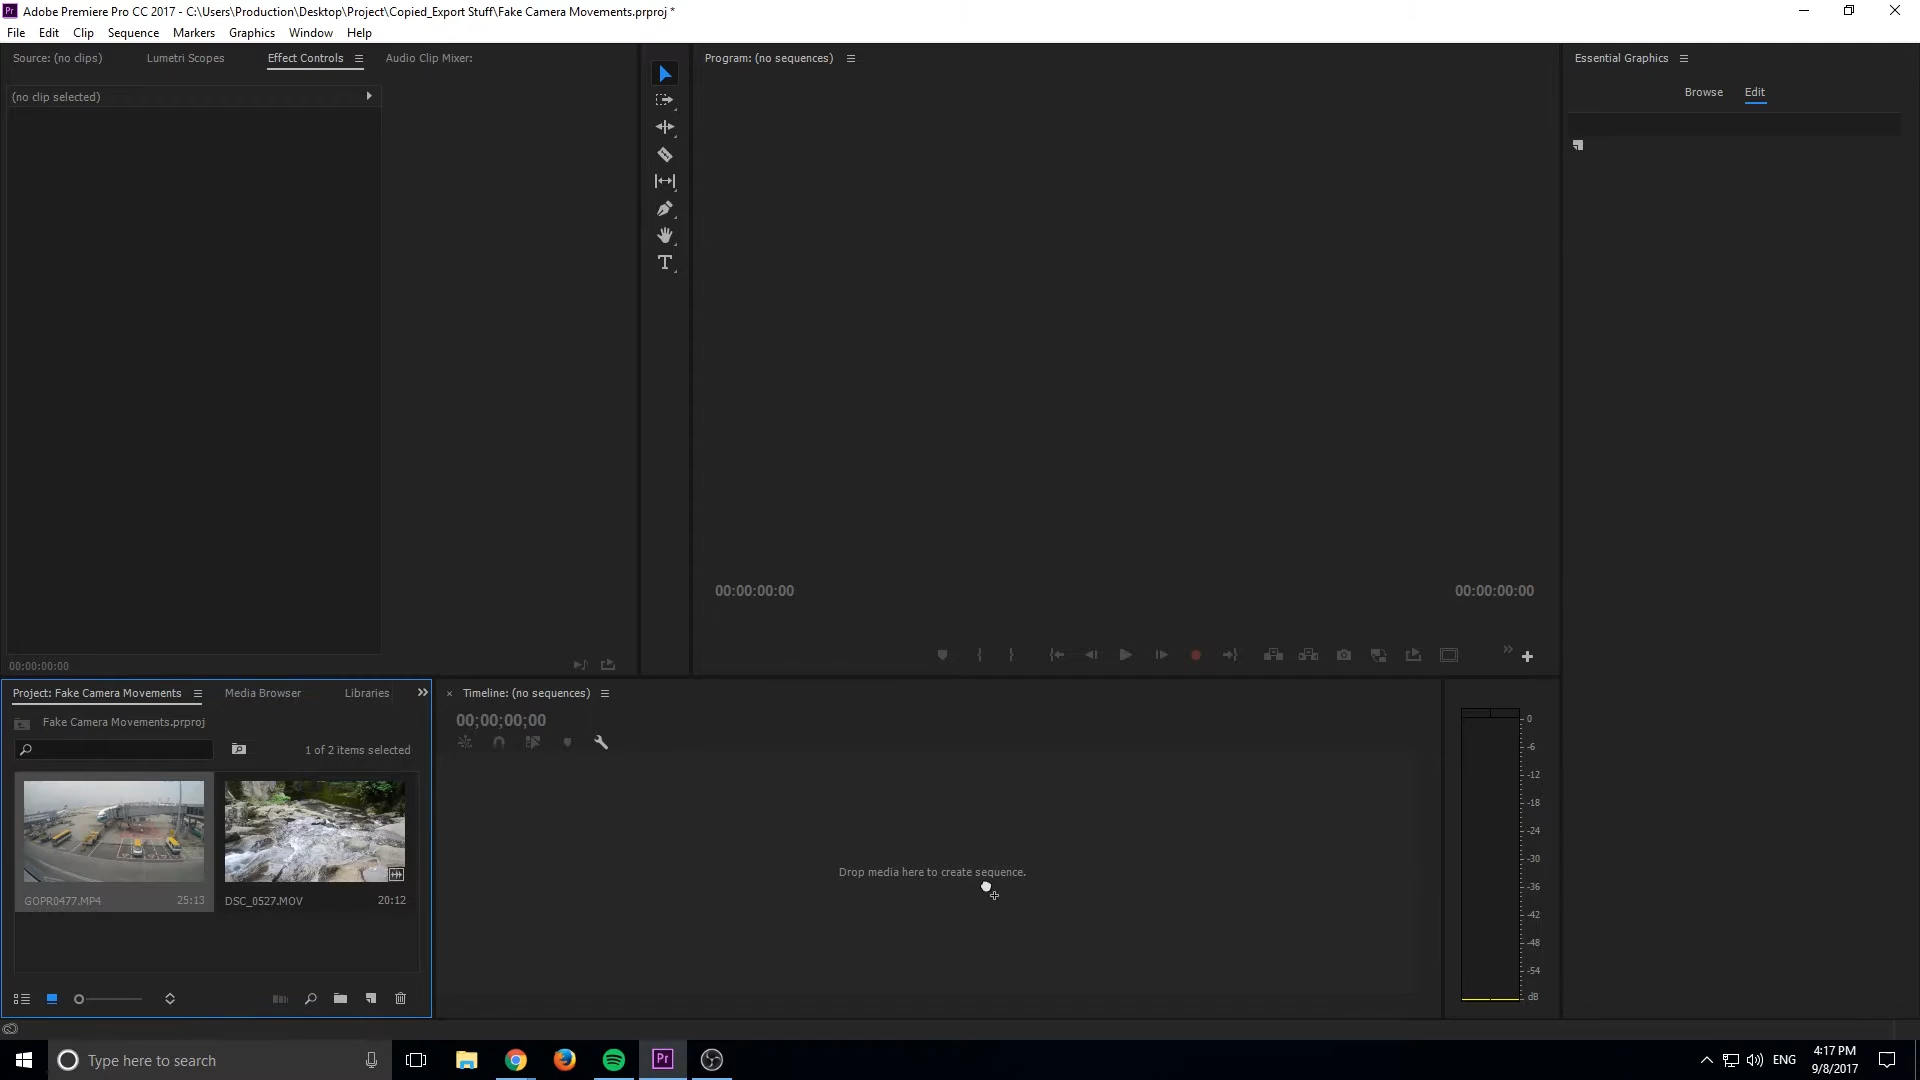 Adobe Premiere Pro CC 2017 - C:\Users\Production\Desktop\Project\Copied_Export Stuff\Fake Camera Movements.prproj *
File Edit Clip Sequence Markers Graphics Window Help
Source: (no clips) Lumetri Scopes Effect Controls Audio Clip Mixer:
Program: (no sequences)
Essential Graphics
Browse Edit
(no clip selected)
00:00:00:00 00:00:00:00
00:00:00:00
Project: Fake Camera Movements Media Browser Libraries
Timeline: (no sequences)
Fake Camera Movements.prproj
00;00;00;00
1 of 2 items selected
GOPR0477.MP4 25:13
DSC_0527.MOV 20:12
Drop media here to create sequence.
0
-6
-12
-18
-24
-30
-36
-42
-48
-54
dB
Type here to search
Pr
ENG
4:17 PM
9/8/2017